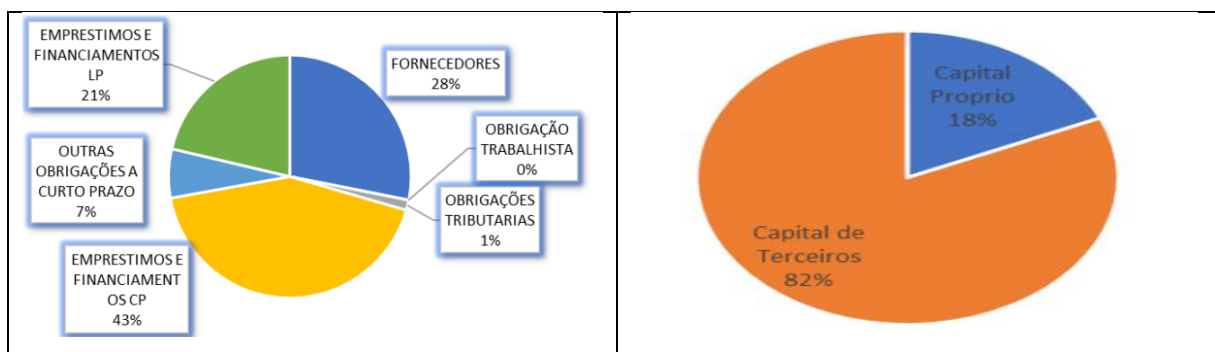 EMPRESTIMOS E
FINANCIAMENTOS
LP
21%
FORNECEDORES
28%
OBRIGAÇÃO
TRABALHISTA
0%
OUTRAS
OBRIGAÇÕES A
CURTO PRAZO
7%
OBRIGAÇÕES
TRIBUTARIAS
1%
EMPRESTIMOS E
FINANCIAMENT
OS CP
43%
Capital
Proprio
18%
Capital de
Terceiros
82%